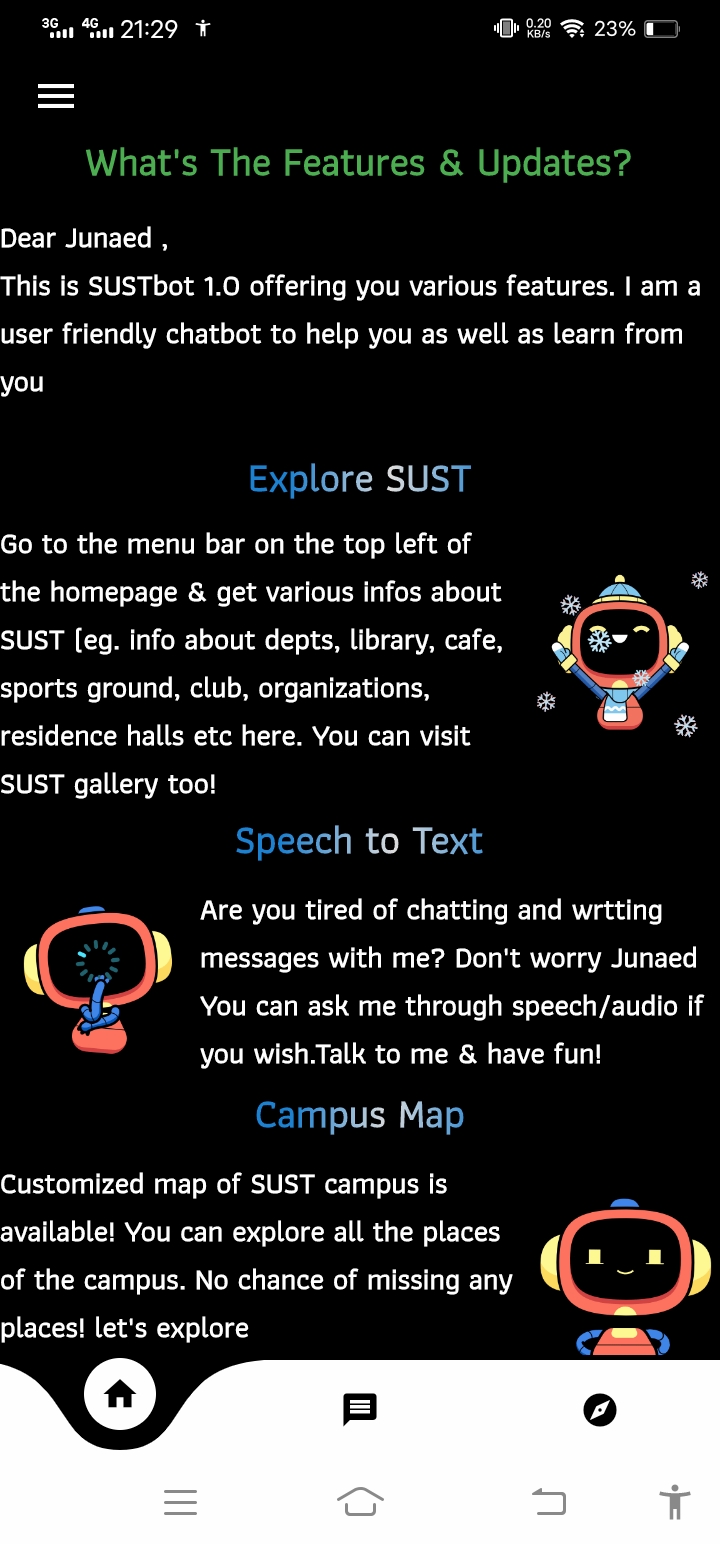 3G 4G 21:29 0.20 KB/s 23%
What's The Features & Updates?
Dear Junaed ,
This is SUSTbot 1.0 offering you various features. I am a
user friendly chatbot to help you as well as learn from
you
Explore SUST
Go to the menu bar on the top left of
the homepage & get various infos about
SUST (eg. info about depts, library, cafe,
sports ground, club, organizations,
residence halls etc here. You can visit
SUST gallery too!
Speech to Text
Are you tired of chatting and wrtting
messages with me? Don't worry Junaed
You can ask me through speech/audio if
you wish.Talk to me & have fun!
Campus Map
Customized map of SUST campus is
available! You can explore all the places
of the campus. No chance of missing any
places! let's explore